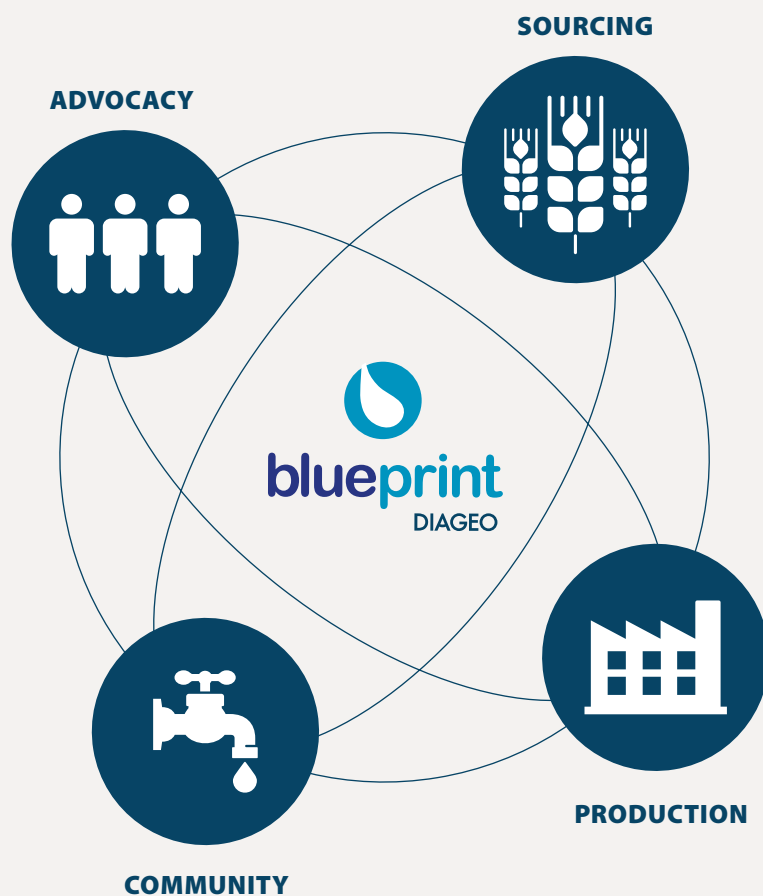 SOURCING
ADVOCACY
blueprint
DIAGEO
PRODUCTION
COMMUNITY